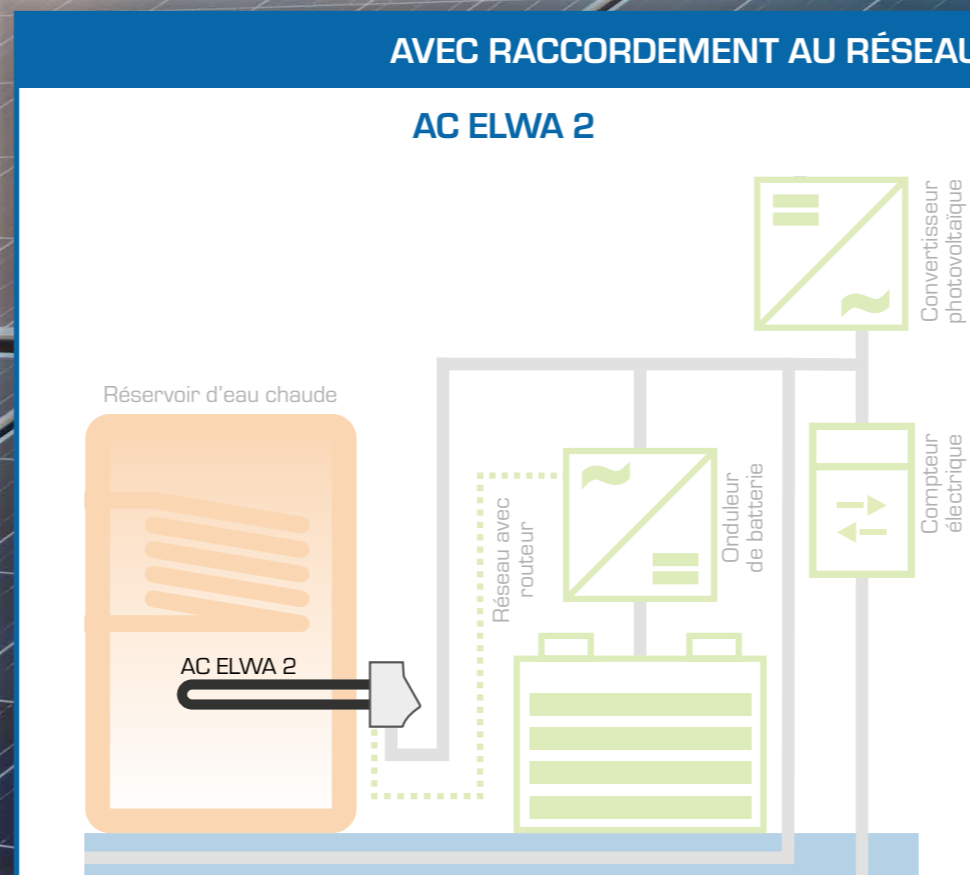 AVEC RACCORDEMENT AU RÉSEAU
AC ELWA 2
Convertisseur
photovoltaïque
Réservoir d'eau chaude
Réseau avec
routeur
Onduleur
de batterie
Compteur
électrique
AC ELWA 2